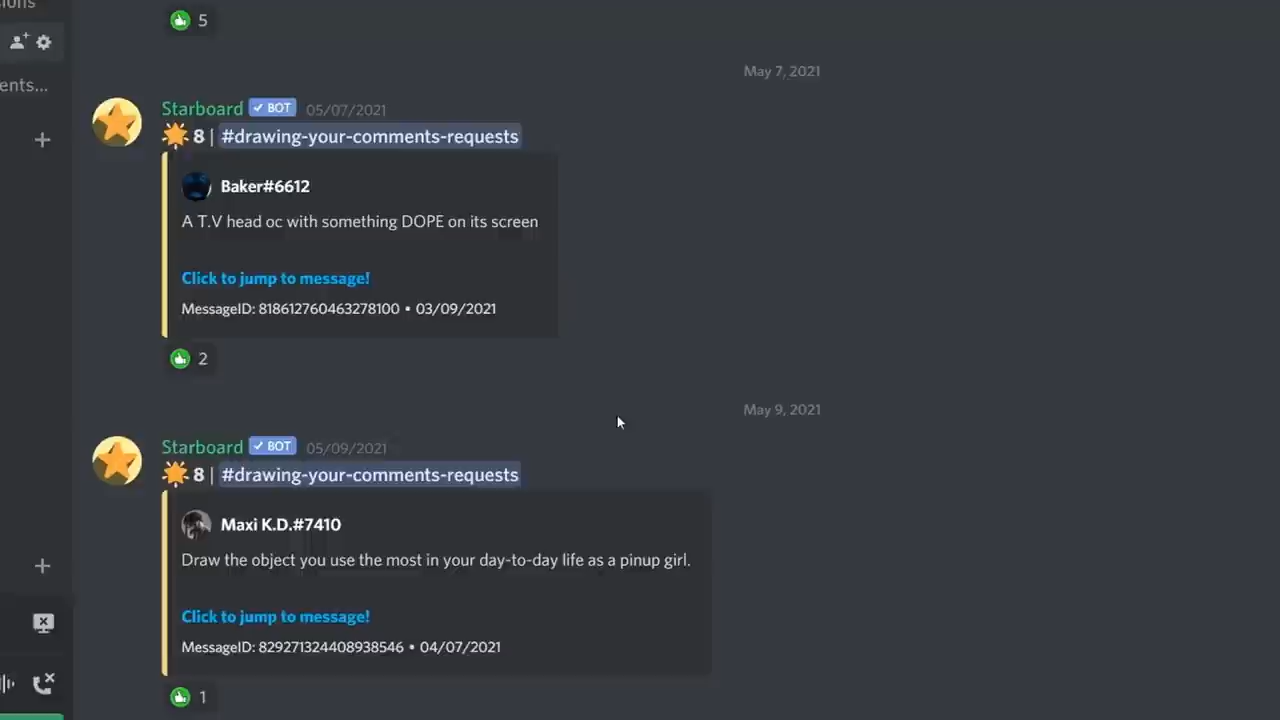 ions
5
ents...
May 7, 2021
Starboard BOT 05/07/2021
8 | #drawing-your-comments-requests
Baker#6612
A T.V head oc with something DOPE on its screen
Click to jump to message!
MessageID: 818612760463278100 • 03/09/2021
2
May 9, 2021
Starboard BOT 05/09/2021
8 | #drawing-your-comments-requests
Maxi K.D.#7410
Draw the object you use the most in your day-to-day life as a pinup girl.
Click to jump to message!
MessageID: 829271324408938546 • 04/07/2021
1